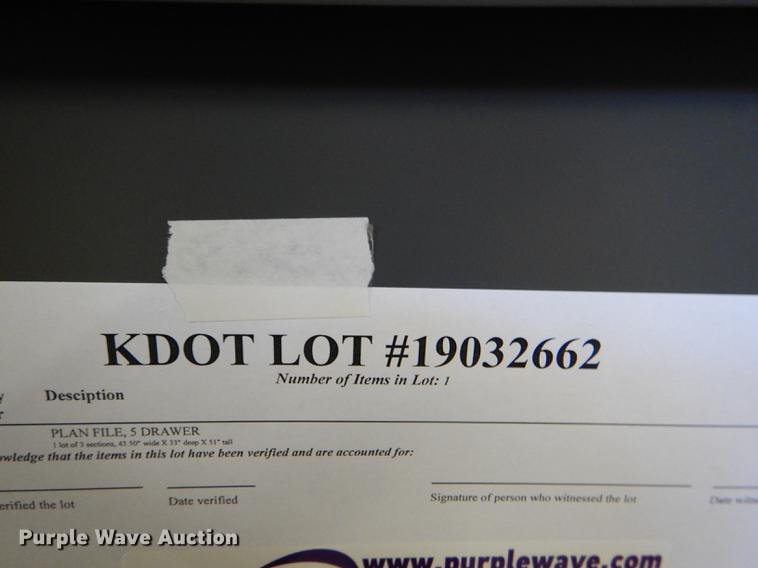 KDOT LOT #19032662
Number of Items in Lot: 1
Desciption
PLAN FILE, 5 DRAWER
1 lot of 3 sections, 43.50" wide X 33" deep X 51" tall
wledge that the items in this lot have been verified and are accounted for:
erified the lot Date verified Signature of person who witnessed the lot Date witn
Purple Wave Auction
www.purplewave.com